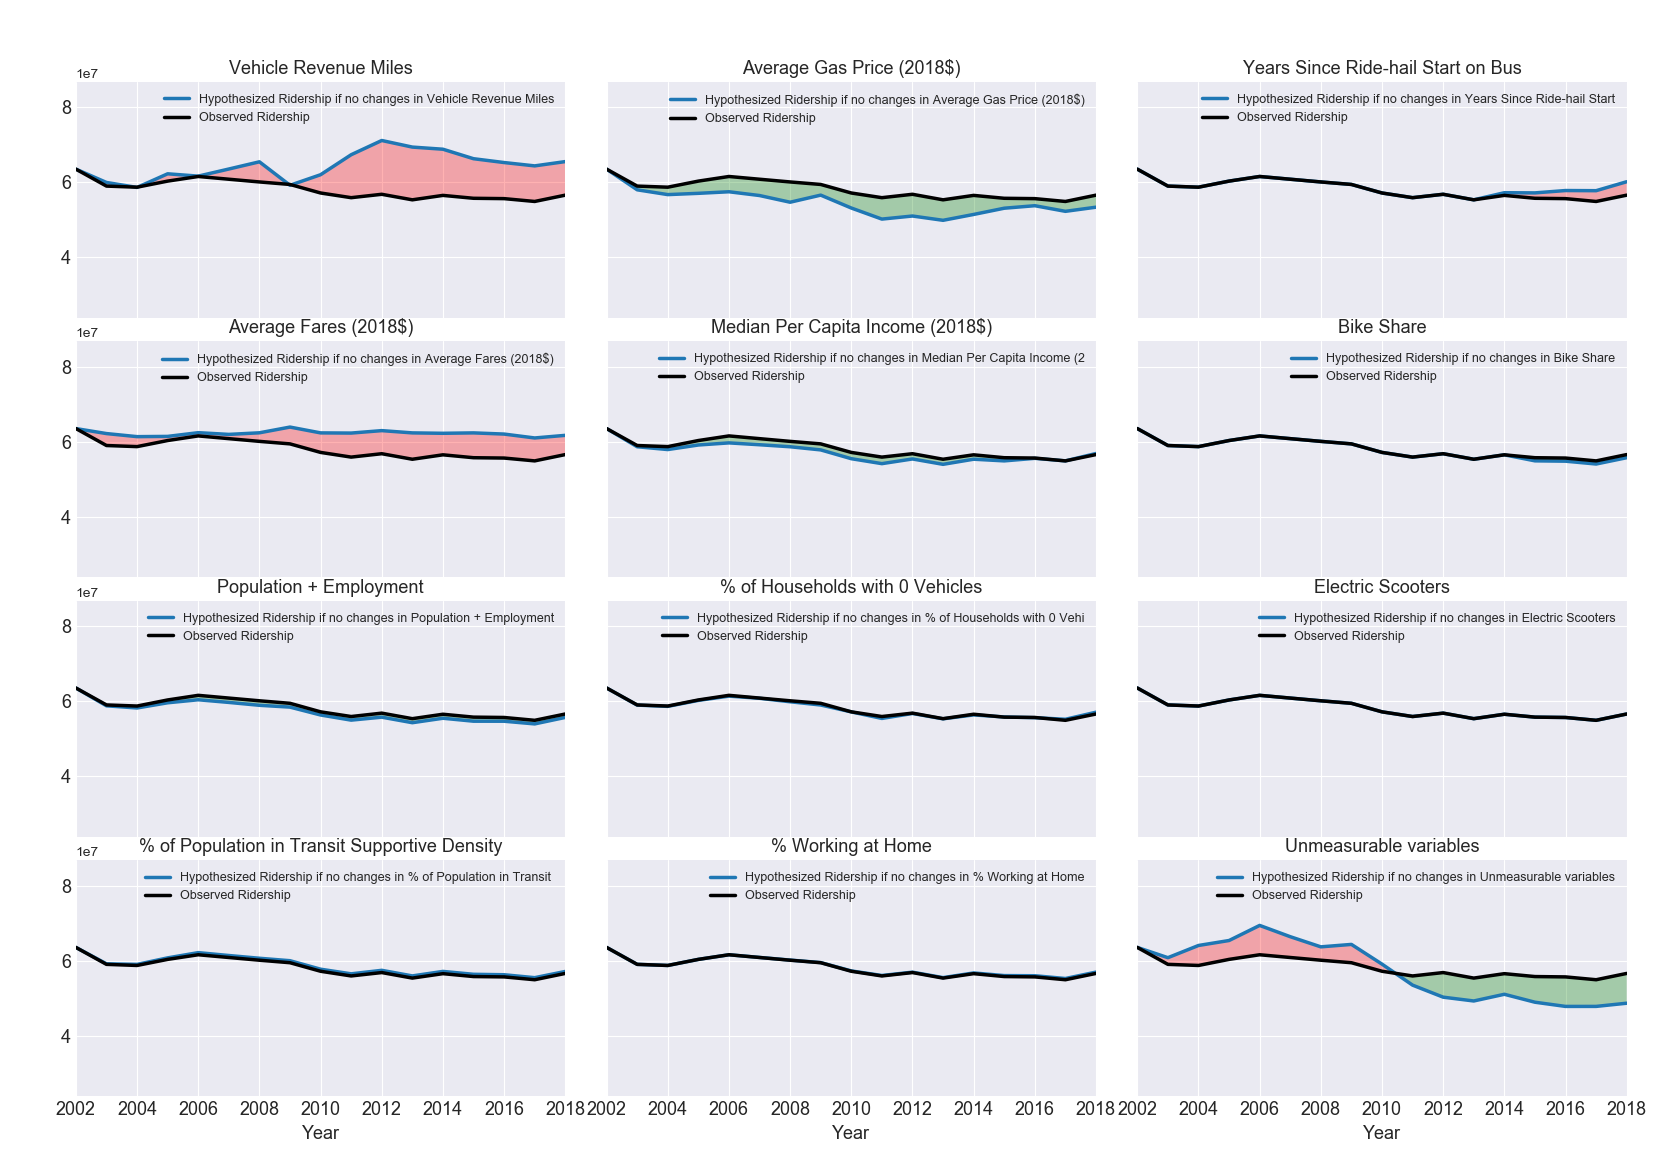 Vehicle Revenue Miles
1e7
Hypothesized Ridership if no changes in Vehicle Revenue Miles
Observed Ridership
8
6
4
Average Gas Price (2018$)
Hypothesized Ridership if no changes in Average Gas Price (2018$)
Observed Ridership
Years Since Ride-hail Start on Bus
Hypothesized Ridership if no changes in Years Since Ride-hail Start
Observed Ridership
Average Fares (2018$)
1e7
Hypothesized Ridership if no changes in Average Fares (2018$)
Observed Ridership
8
6
4
Median Per Capita Income (2018$)
Hypothesized Ridership if no changes in Median Per Capita Income (2
Observed Ridership
Bike Share
Hypothesized Ridership if no changes in Bike Share
Observed Ridership
Population + Employment
1e7
Hypothesized Ridership if no changes in Population + Employment
Observed Ridership
8
6
4
% of Households with 0 Vehicles
Hypothesized Ridership if no changes in % of Households with 0 Vehi
Observed Ridership
Electric Scooters
Hypothesized Ridership if no changes in Electric Scooters
Observed Ridership
% of Population in Transit Supportive Density
1e7
Hypothesized Ridership if no changes in % of Population in Transit
Observed Ridership
8
6
4
2002 2004 2006 2008 2010 2012 2014 2016 2018
Year
% Working at Home
Hypothesized Ridership if no changes in % Working at Home
Observed Ridership
2002 2004 2006 2008 2010 2012 2014 2016 2018
Year
Unmeasurable variables
Hypothesized Ridership if no changes in Unmeasurable variables
Observed Ridership
2002 2004 2006 2008 2010 2012 2014 2016 2018
Year